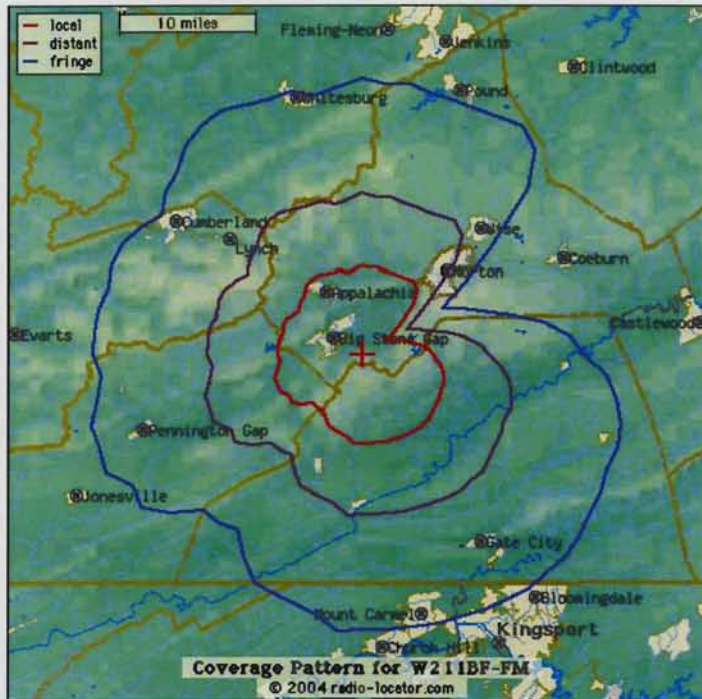 local
distant
fringe
10 miles
Fleming-Neon
Jenkins
Clintwood
Whitesburg
Pound
Cumberland
Lynch
Wise
Coeburn
Norton
Appalachia
Evarts
Big Stone Gap
Castlewood
Pennington Gap
Jonesville
Gate City
Bloomingdale
Mount Carmel
Kingsport
Church Hill
Coverage Pattern for W211BF-FM
© 2004 radio-locator.com